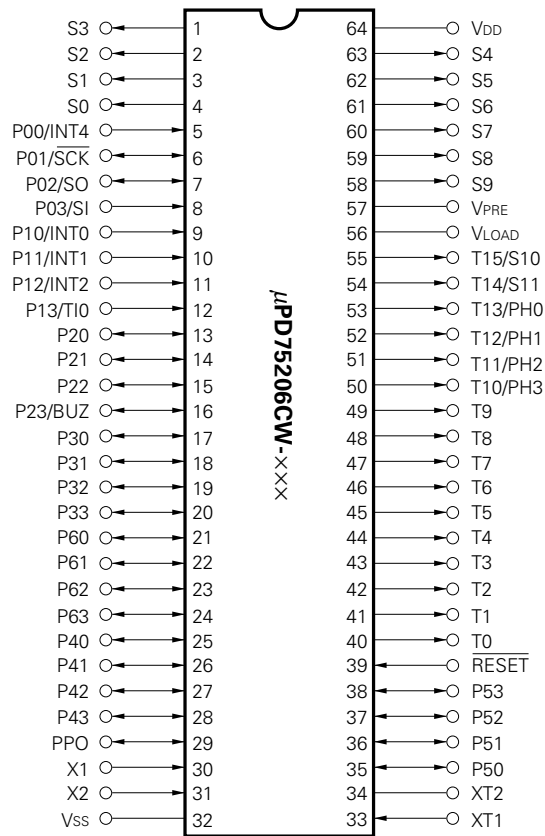 S3 1 64 VDD
S2 2 63 S4
S1 3 62 S5
S0 4 61 S6
P00/INT4 5 60 S7
P01/S̅C̅K̅ 6 59 S8
P02/SO 7 58 S9
P03/SI 8 57 VPRE
P10/INT0 9 56 VLOAD
P11/INT1 10 55 T15/S10
P12/INT2 11 54 T14/S11
P13/TI0 12 53 T13/PH0
P20 13 52 T12/PH1
P21 14 51 T11/PH2
P22 15 50 T10/PH3
P23/BUZ 16 49 T9
P30 17 48 T8
P31 18 47 T7
P32 19 46 T6
P33 20 45 T5
P60 21 44 T4
P61 22 43 T3
P62 23 42 T2
P63 24 41 T1
P40 25 40 T0
P41 26 39 R̅E̅S̅E̅T̅
P42 27 38 P53
P43 28 37 P52
PPO 29 36 P51
X1 30 35 P50
X2 31 34 XT2
VSS 32 33 XT1
μPD75206CW-×××